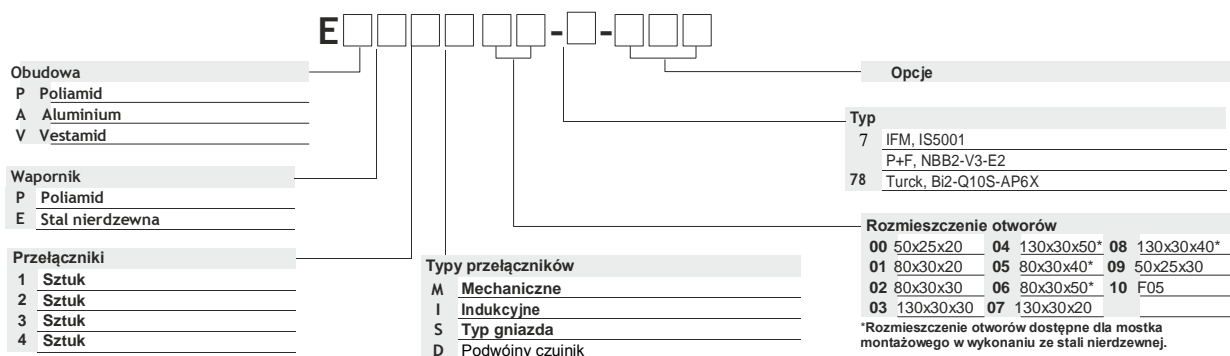 E - -
Obudowa
P Poliamid
A Aluminium
V Vestamid
Wapornik
P Poliamid
E Stal nierdzewna
Przełączniki
1 Sztuk
2 Sztuk
3 Sztuk
4 Sztuk
Typy przełączników
M Mechaniczne
I Indukcyjne
S Typ gniazda
D Podwójny czujnik
Opcje
Typ
7 IFM, IS5001
P+F, NBB2-V3-E2
78 Turck, Bi2-Q10S-AP6X
Rozmieszczenie otworów
00 50x25x20 04 130x30x50* 08 130x30x40*
01 80x30x20 05 80x30x40* 09 50x25x30
02 80x30x30 06 80x30x50* 10 F05
03 130x30x30 07 130x30x20
*Rozmieszczenie otworów dostępne dla mostka
montażowego w wykonaniu ze stali nierdzewnej.